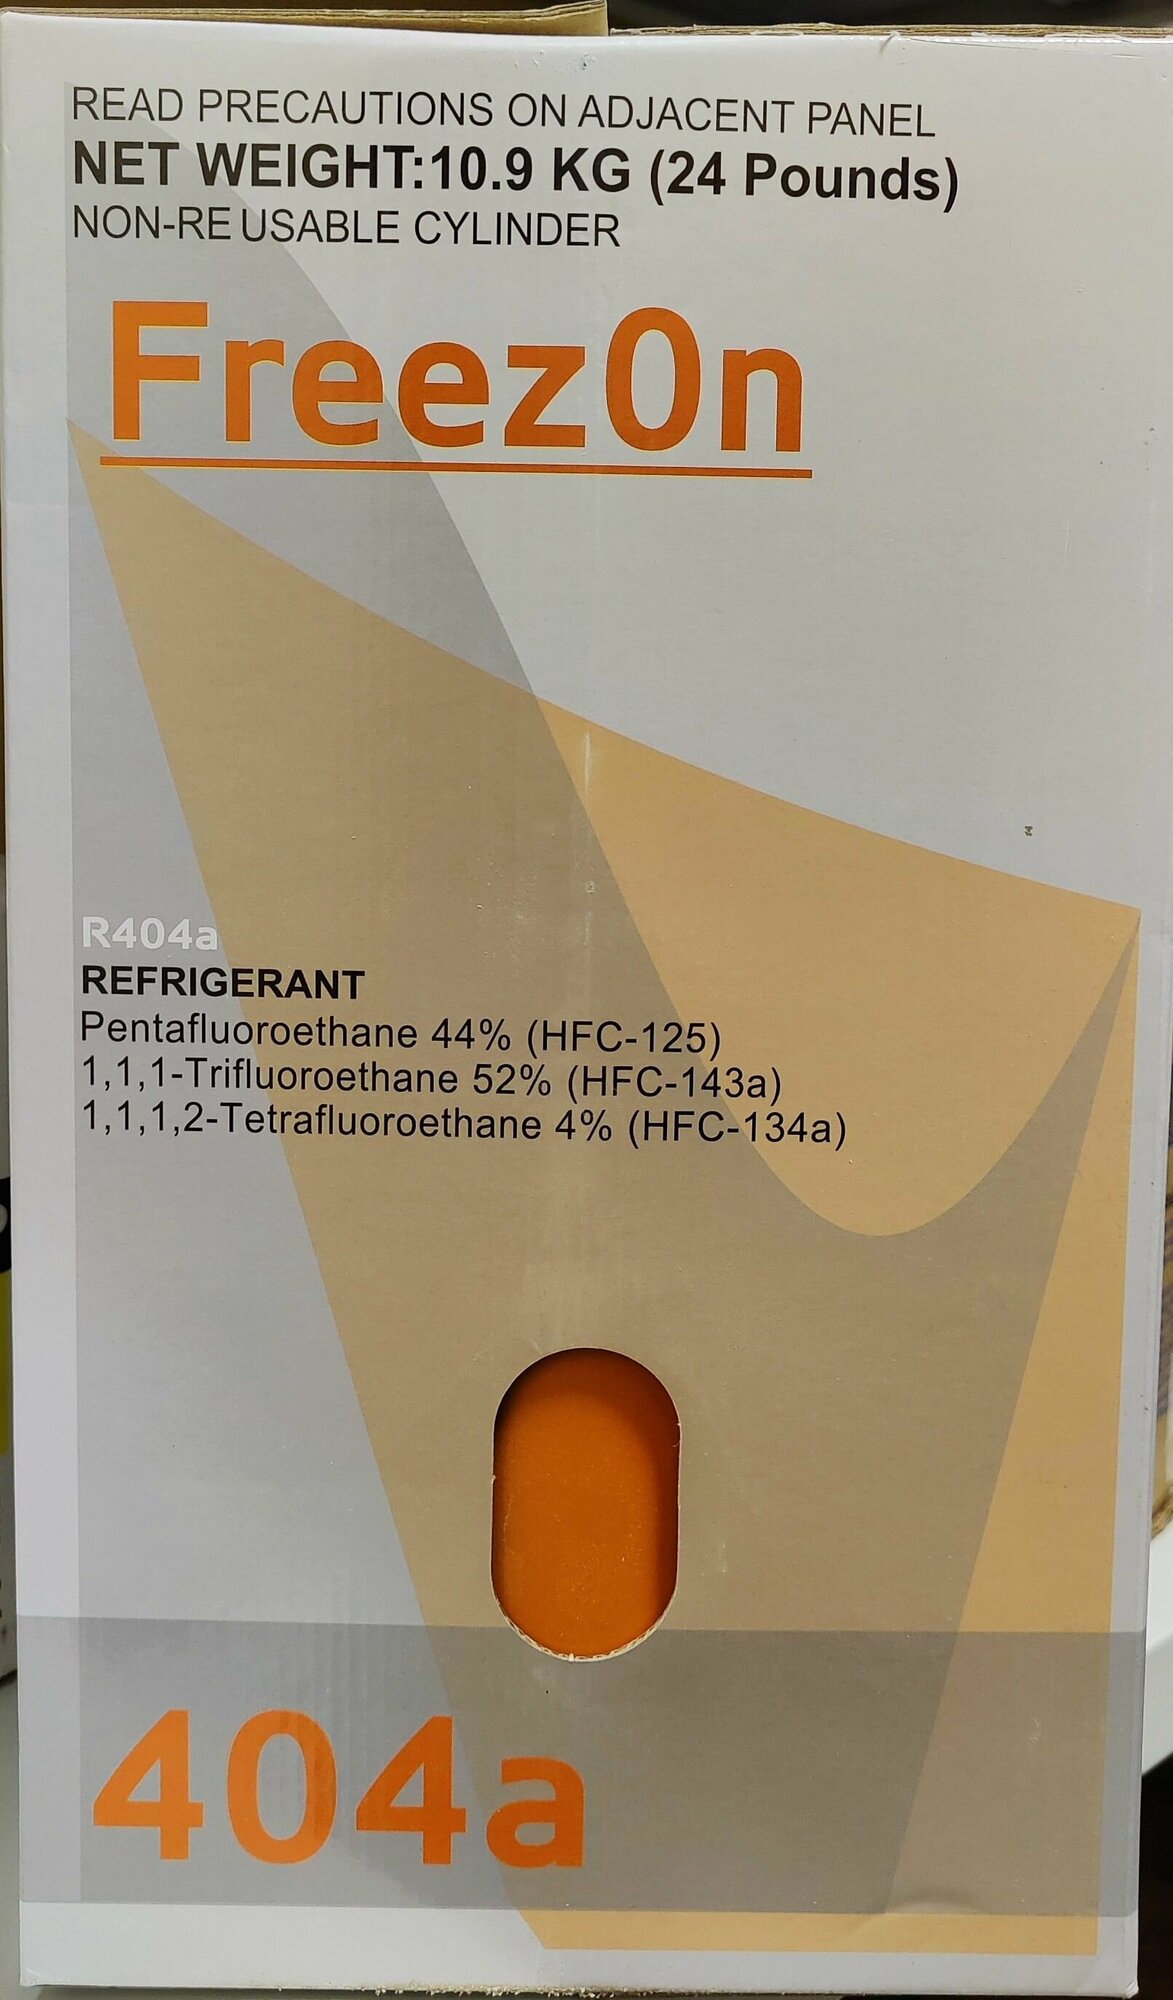 READ PRECAUTIONS ON ADJACENT PANEL
NET WEIGHT:10.9 KG (24 Pounds)
NON-RE USABLE CYLINDER
Freez0n
R404a
REFRIGERANT
Pentafluoroethane 44% (HFC-125)
1,1,1-Trifluoroethane 52% (HFC-143a)
1,1,1,2-Tetrafluoroethane 4% (HFC-134a)
404a